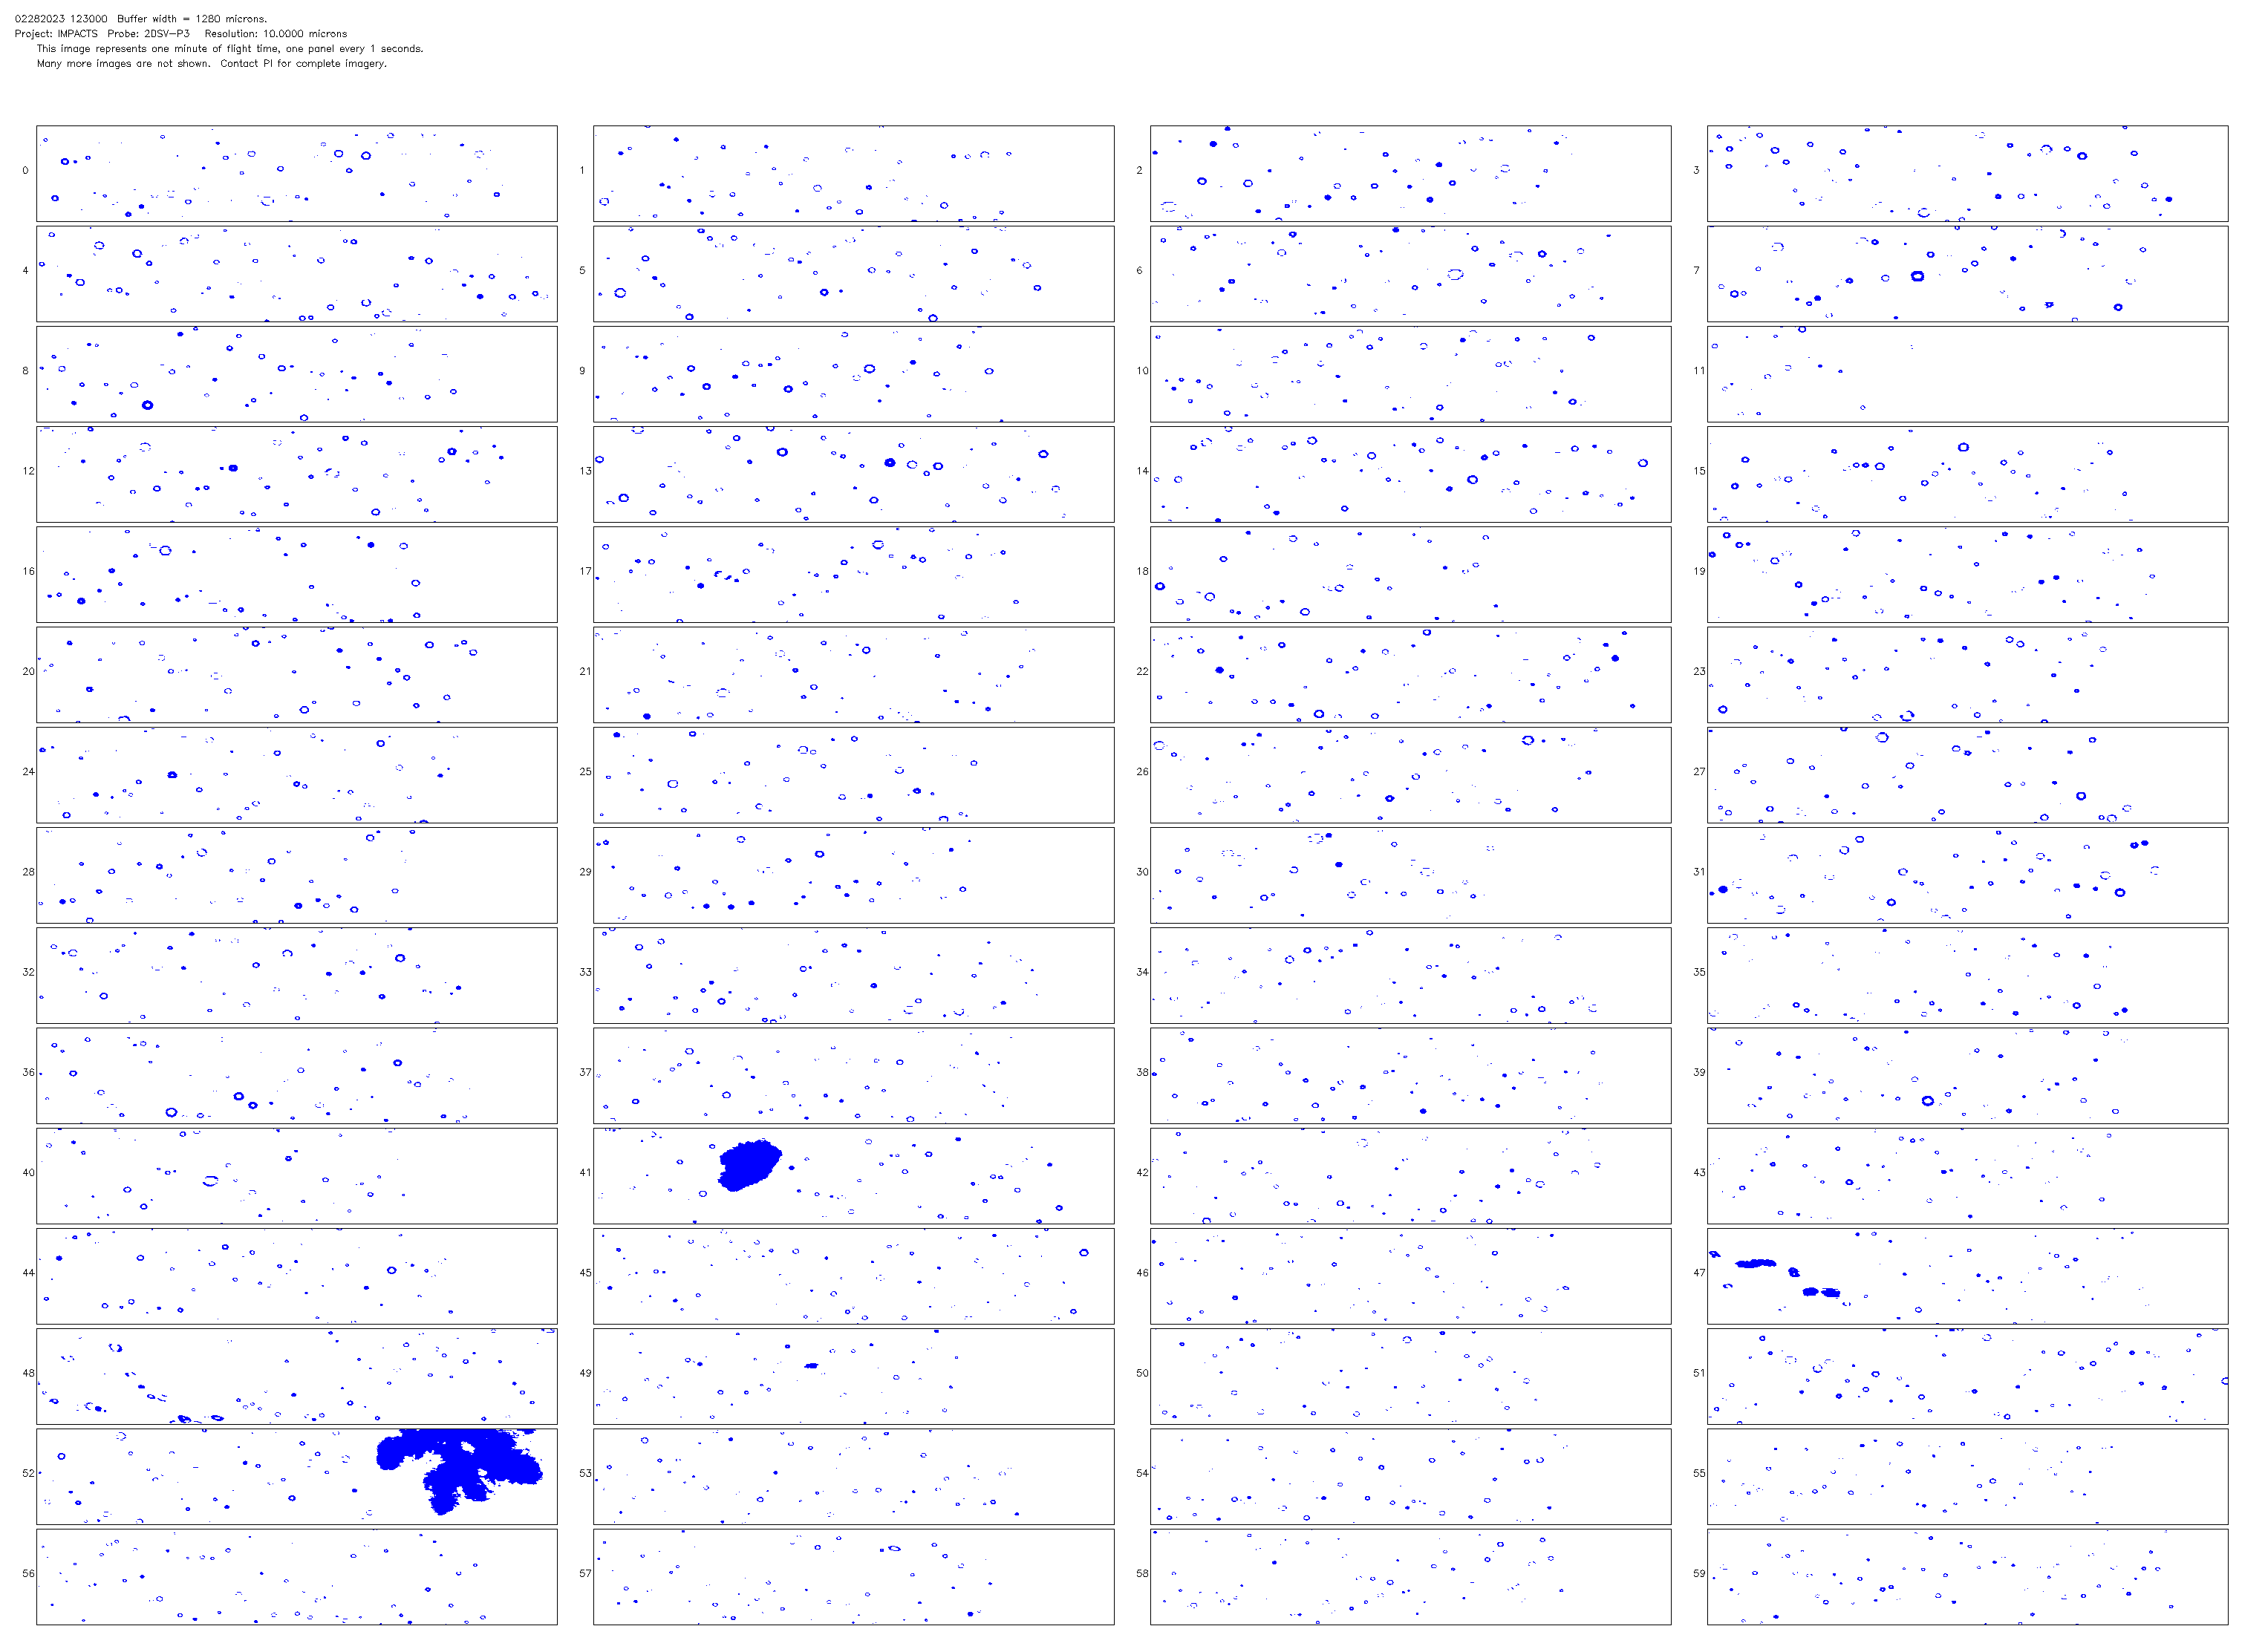 02282023 123000 Buffer width = 1280 microns.
Project: IMPACTS Probe: 2DSV-P3 Resolution: 10.0000 microns
This image represents one minute of flight time, one panel every 1 seconds.
Many more images are not shown. Contact PI for complete imagery.
0 1 2 3
4 5 6 7
8 9 10 11
12 13 14 15
16 17 18 19
20 21 22 23
24 25 26 27
28 29 30 31
32 33 34 35
36 37 38 39
40 41 42 43
44 45 46 47
48 49 50 51
52 53 54 55
56 57 58 59